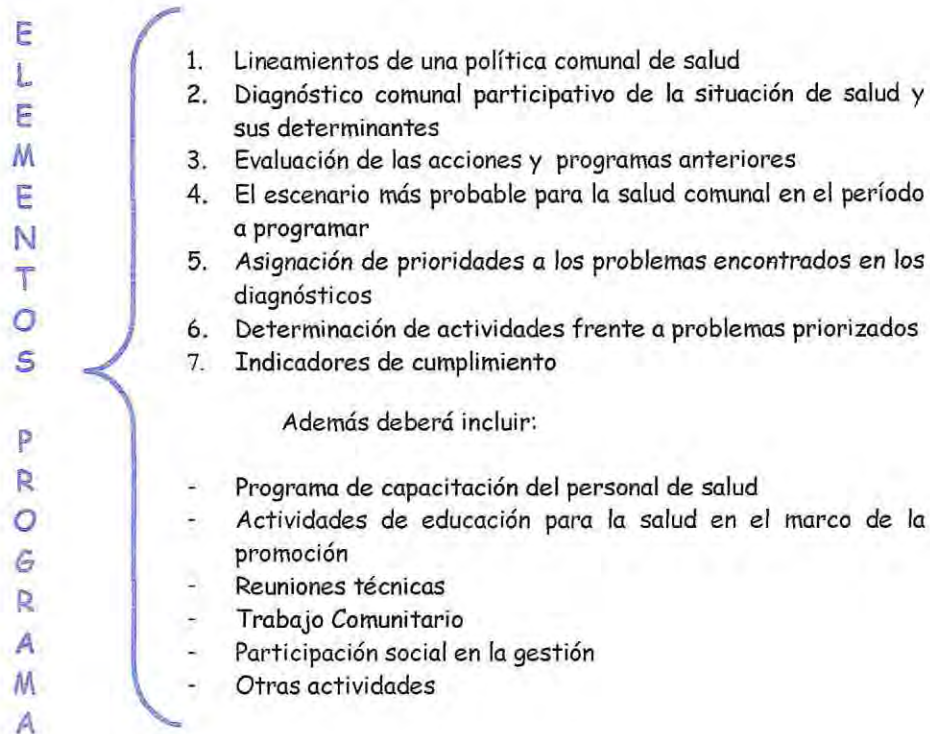 ELEMENTOS PROGRAMA
1. Lineamientos de una política comunal de salud
2. Diagnóstico comunal participativo de la situación de salud y
sus determinantes
3. Evaluación de las acciones y programas anteriores
4. El escenario más probable para la salud comunal en el período
a programar
5. Asignación de prioridades a los problemas encontrados en los
diagnósticos
6. Determinación de actividades frente a problemas priorizados
7. Indicadores de cumplimiento
Además deberá incluir:
- Programa de capacitación del personal de salud
- Actividades de educación para la salud en el marco de la
promoción
- Reuniones técnicas
- Trabajo Comunitario
- Participación social en la gestión
- Otras actividades